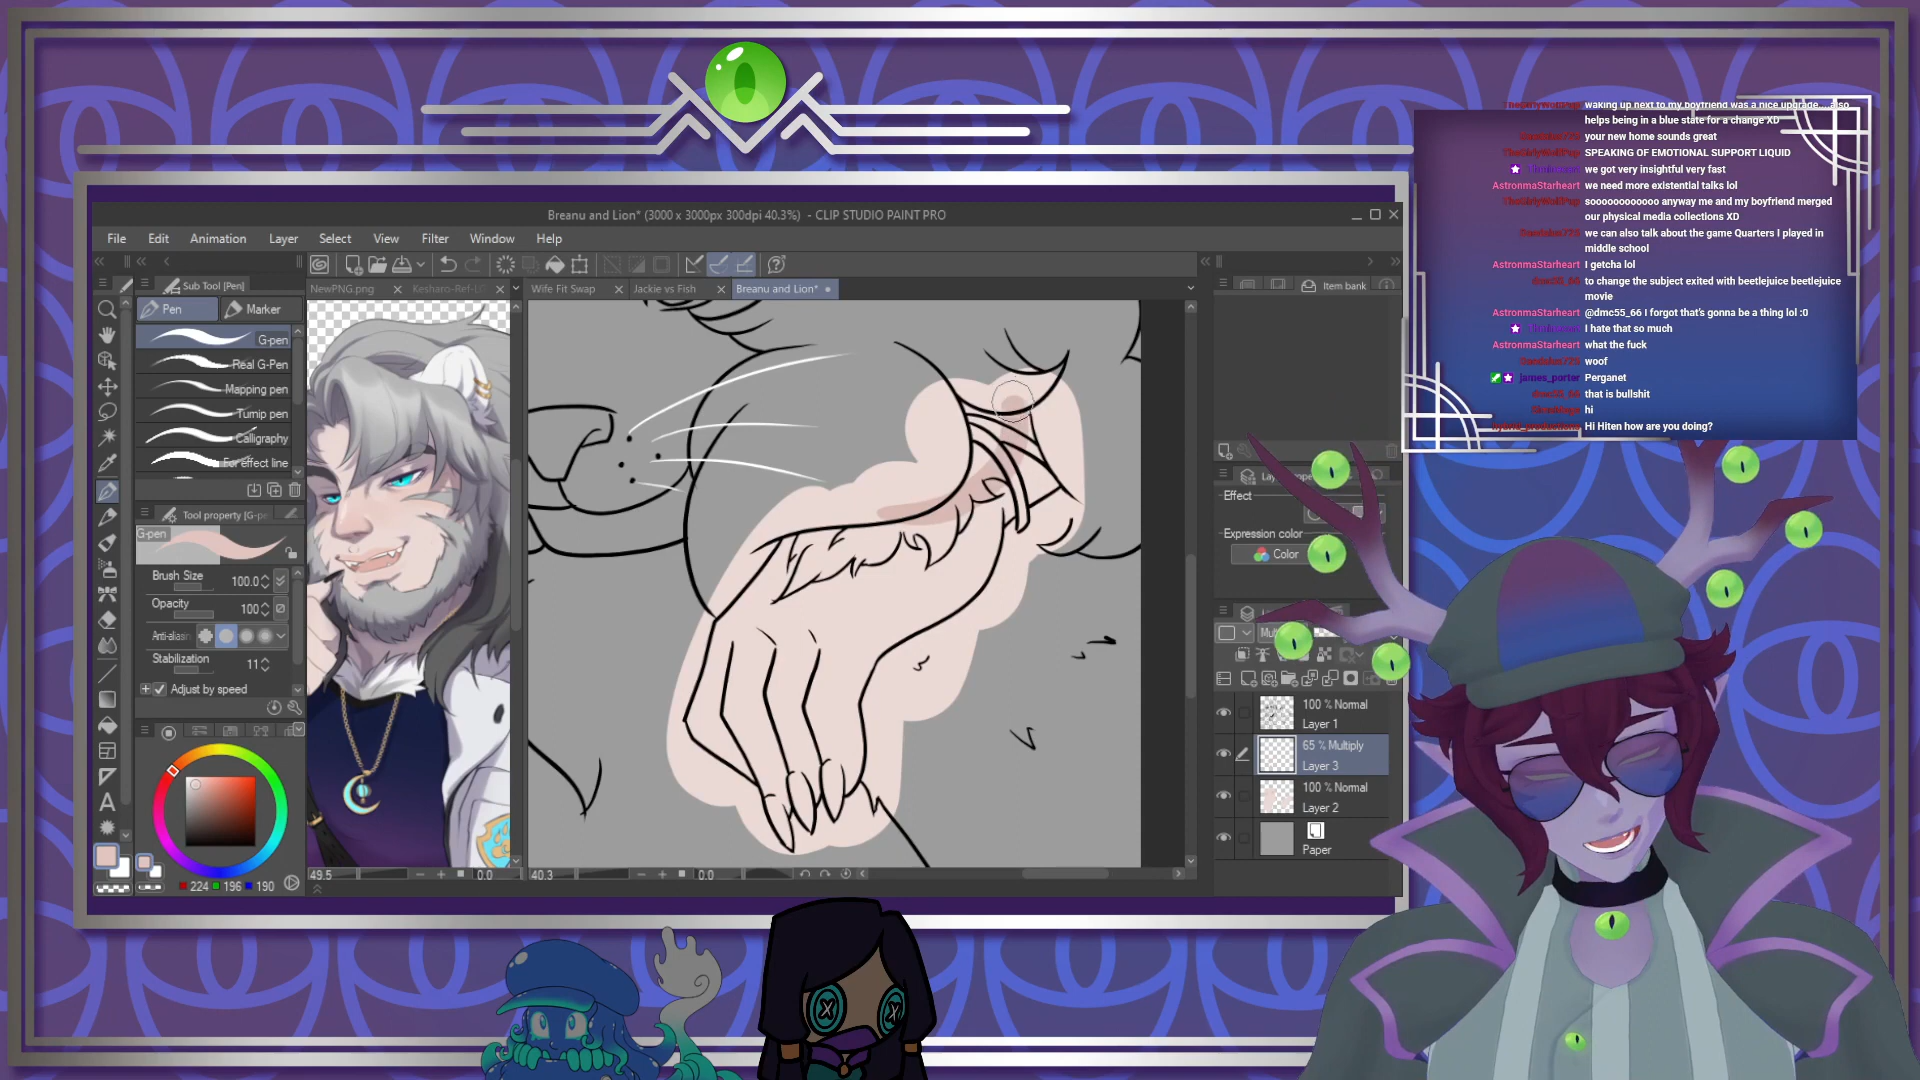 Breanu and Lion* (3000 x 3000px 300dpi 40.3%) - CLIP STUDIO PAINT PRO
File Edit Animation Layer Select View Filter Window Help
Sub Tool [Pen]
Pen
Marker
G-pen
Real G-Pen
Mapping pen
Turnip pen
Calligraphy
For effect line
NewPNG.png
Wife Fit Swap
Jackie vs Fish
Breanu and Lion*
Item bank
Tool property [G-pe
G-pen
Brush Size 100.0
Opacity 100
Anti-alias
Stabilization 11
Adjust by speed
224 196 190
49.5
0.0
40.3
0.0
Effect
Expression color
Color
100 % Normal
Layer 1
65 % Multiply
Layer 3
100 % Normal
Layer 2
Paper
A
waking up next to my boyfriend was a nice upgrade....also
helps being in a blue state for a change XD
your new home sounds great
SPEAKING OF EMOTIONAL SUPPORT LIQUID
we got very insightful very fast
AstronmaStarheart we need more existential talks lol
soooooooooooo anyway me and my boyfriend merged
our physical media collections XD
we can also talk about the game Quarters I played in
middle school
AstronmaStarheart I getcha lol
to change the subject exited with beetlejuice beetlejuice
movie
AstronmaStarheart @dmc55_66 I forgot that's gonna be a thing lol :0
I hate that so much
AstronmaStarheart what the fuck
woof
james_porter Perganet
that is bullshit
hi
Hi Hiten how are you doing?